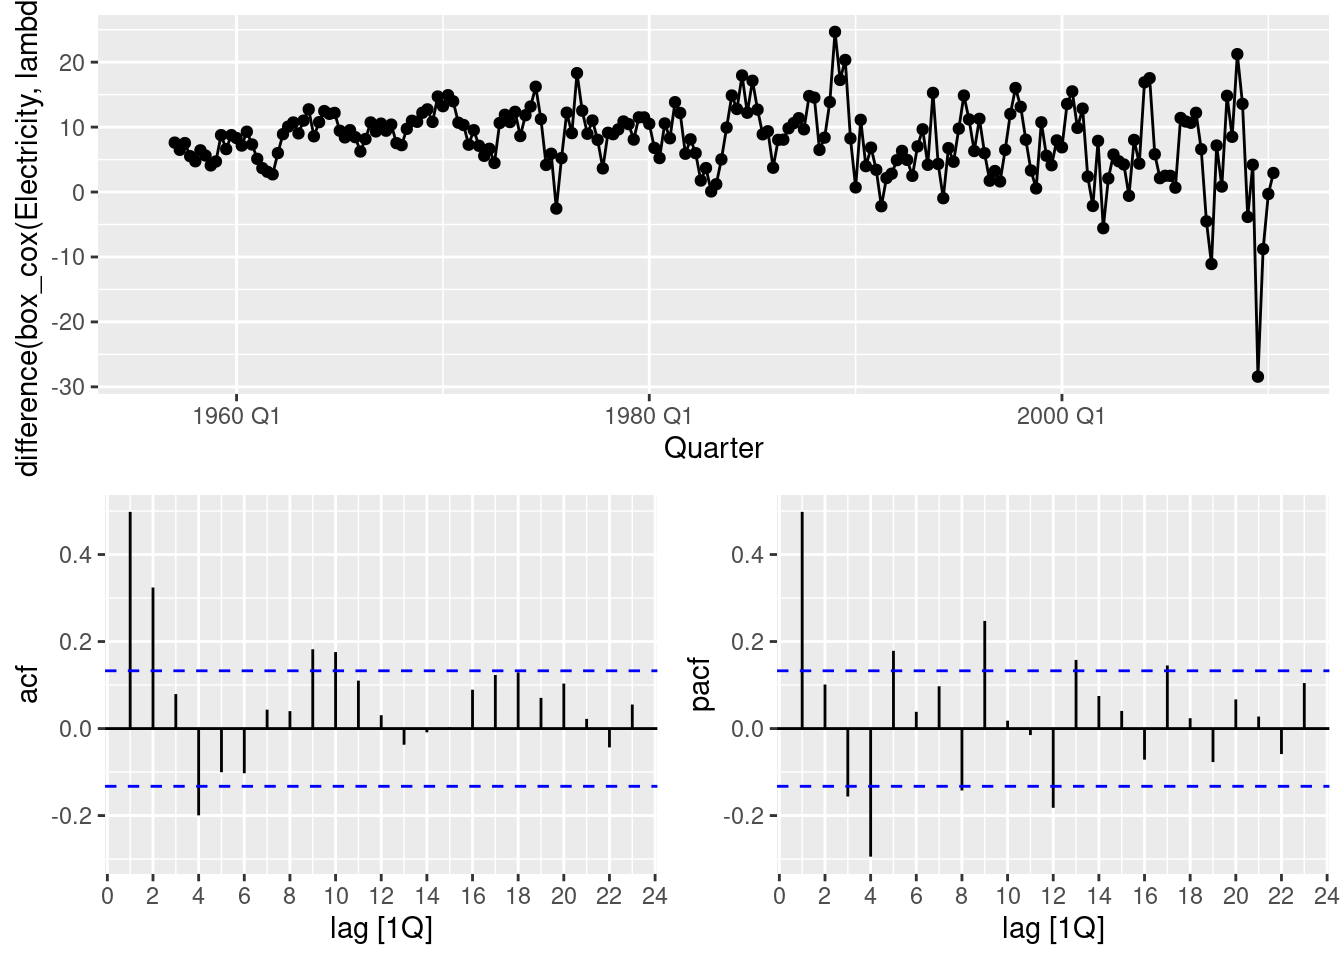 difference(box_cox(Electricity, lambd
20
10
0
-10
-20
-30
1960 Q1 1980 Q1 2000 Q1
Quarter
acf
0.4
0.2
0.0
-0.2
0 2 4 6 8 10 12 14 16 18 20 22 24
lag [1Q]
pacf
0.4
0.2
0.0
-0.2
0 2 4 6 8 10 12 14 16 18 20 22 24
lag [1Q]